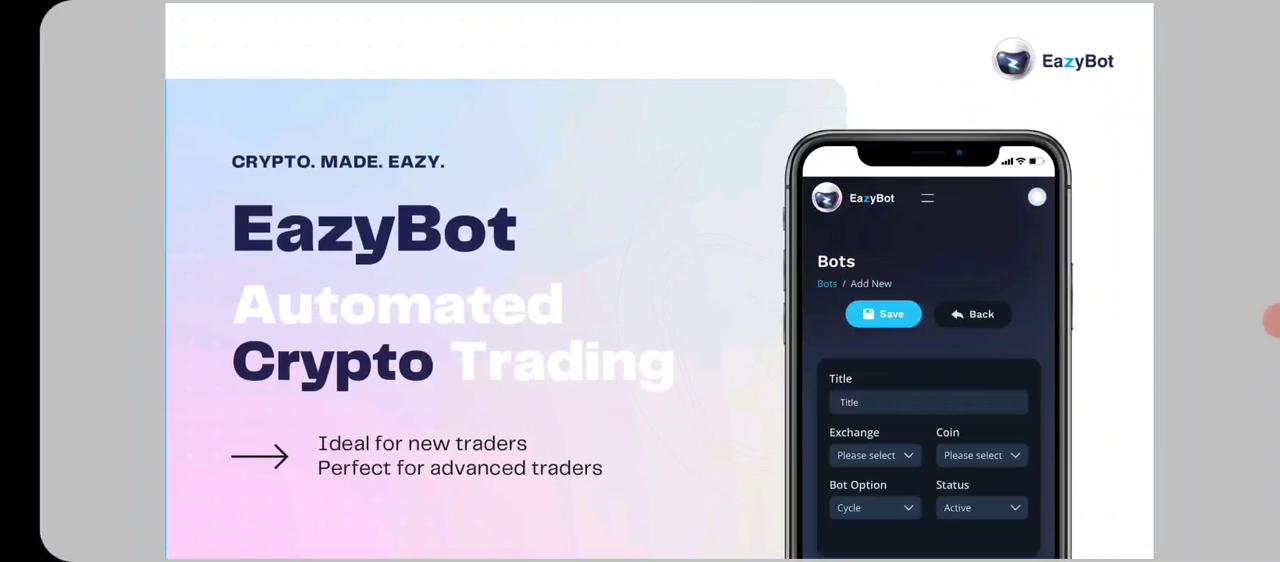 EazyBot
CRYPTO. MADE. EAZY.
EazyBot
Automated
Crypto Trading
Ideal for new traders
Perfect for advanced traders
EazyBot
Bots
Bots / Add New
Save Back
Title
Title
Exchange Coin
Please select Please select
Bot Option Status
Cycle Active